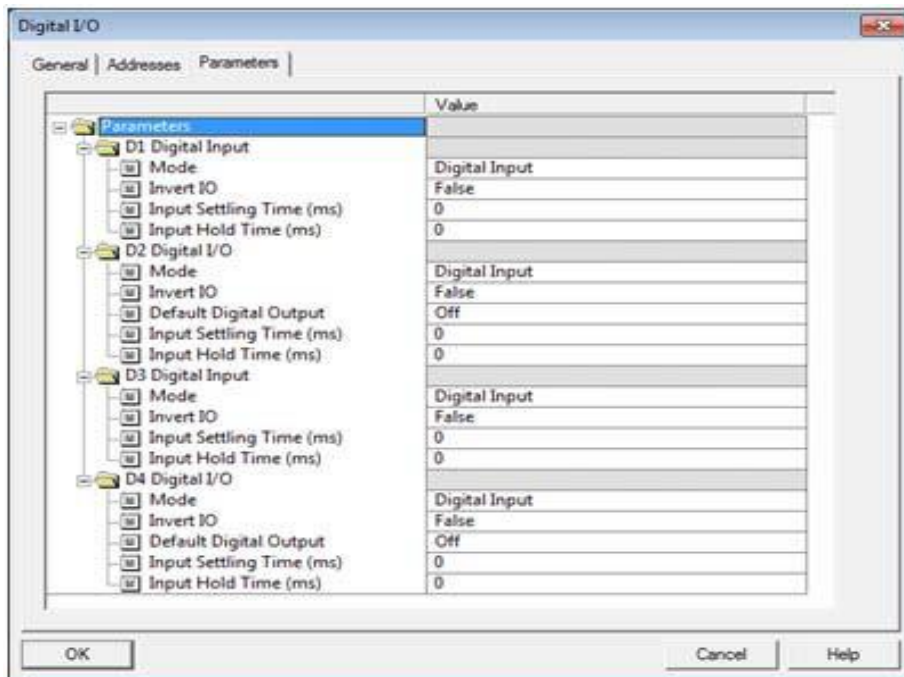 Digital I/O
General Addresses Parameters
Value
Parameters
D1 Digital Input
Mode Digital Input
Invert IO False
Input Settling Time (ms) 0
Input Hold Time (ms) 0
D2 Digital I/O
Mode Digital Input
Invert IO False
Default Digital Output Off
Input Settling Time (ms) 0
Input Hold Time (ms) 0
D3 Digital Input
Mode Digital Input
Invert IO False
Input Settling Time (ms) 0
Input Hold Time (ms) 0
D4 Digital I/O
Mode Digital Input
Invert IO False
Default Digital Output Off
Input Settling Time (ms) 0
Input Hold Time (ms) 0
OK Cancel Help